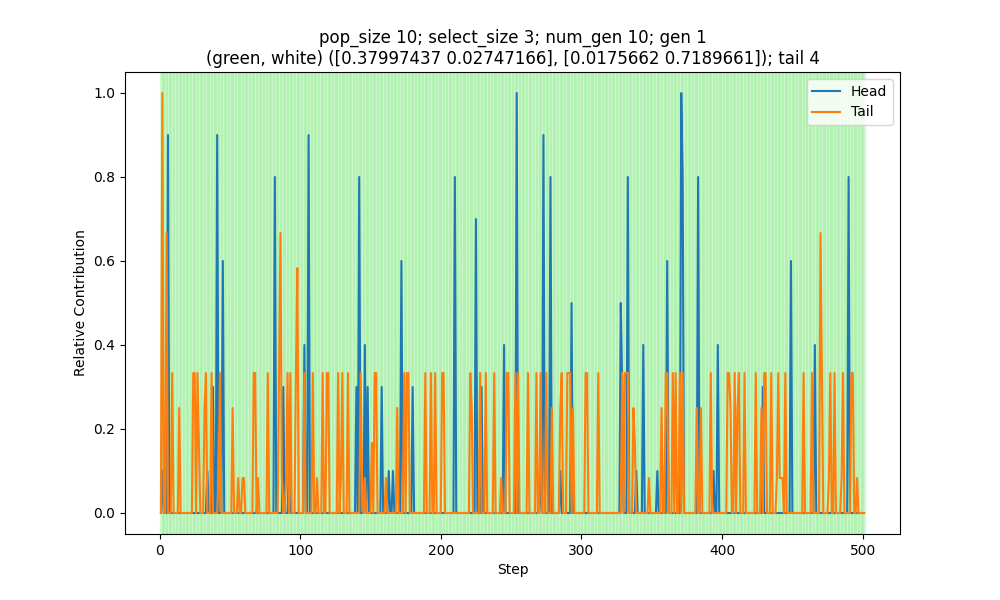 pop_size 10; select_size 3; num_gen 10; gen 1
(green, white) ([0.37997437 0.02747166], [0.0175662 0.7189661]); tail 4
Head
Tail
1.0
0.8
0.6
0.4
0.2
0.0
Relative Contribution
0
100
200
300
400
500
Step